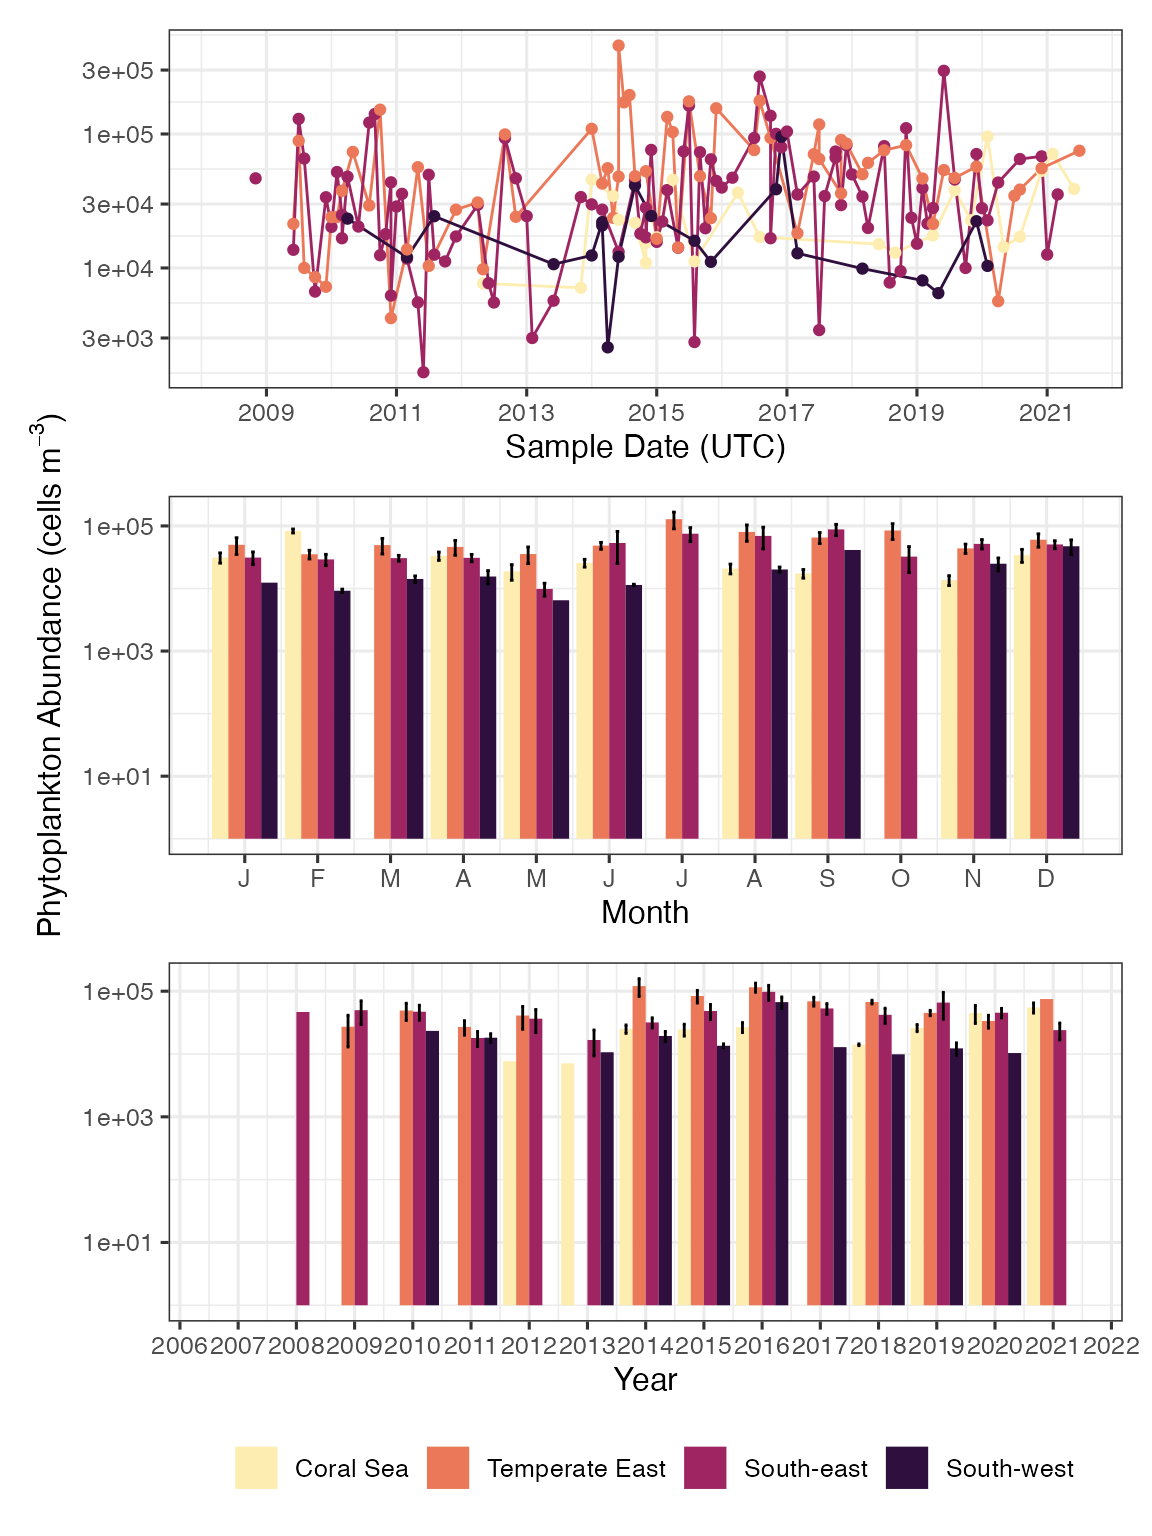 Phytoplankton Abundance (cells m⁻³)
3e+05
1e+05
3e+04
1e+04
3e+03
2009 2011 2013 2015 2017 2019 2021
Sample Date (UTC)
1e+05
1e+03
1e+01
J F M A M J J A S O N D
Month
1e+05
1e+03
1e+01
2006 2007 2008 2009 2010 2011 2012 2013 2014 2015 2016 2017 2018 2019 2020 2021 2022
Year
Coral Sea Temperate East South-east South-west